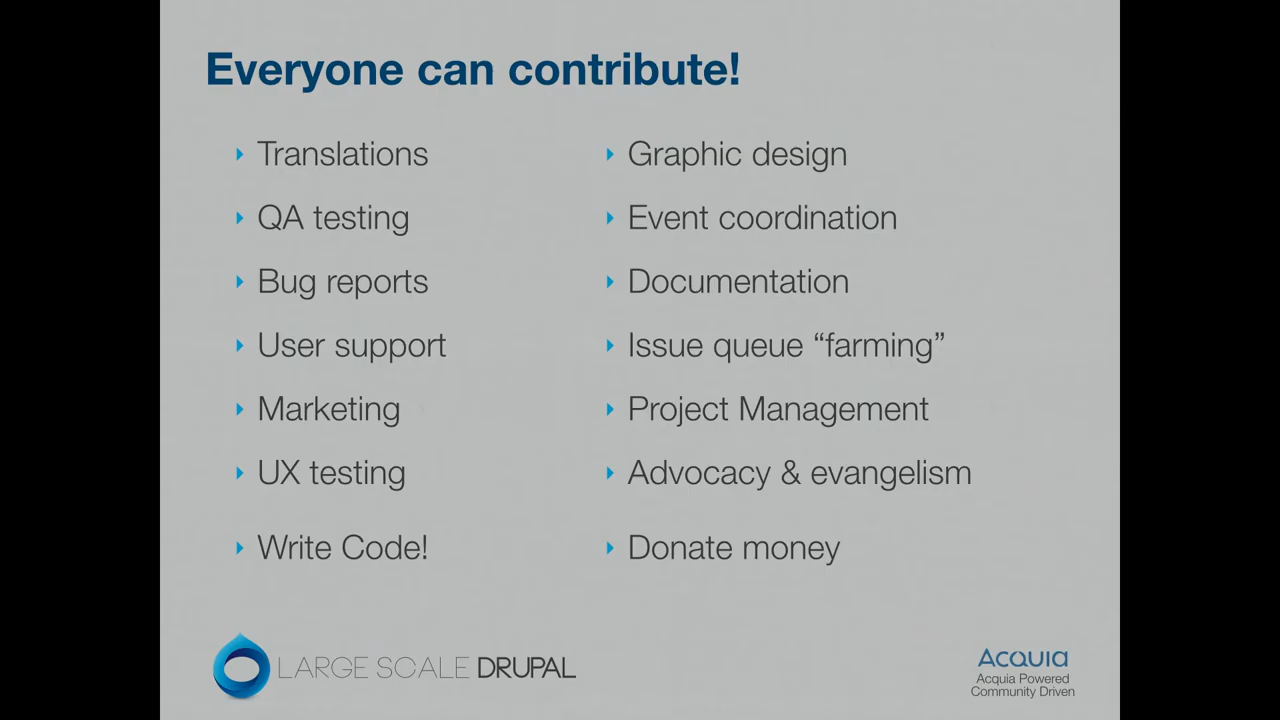 Everyone can contribute!
Translations
QA testing
Bug reports
User support
Marketing
UX testing
Write Code!
Graphic design
Event coordination
Documentation
Issue queue “farming”
Project Management
Advocacy & evangelism
Donate money
LARGE SCALE DRUPAL
Acquia
Acquia Powered
Community Driven